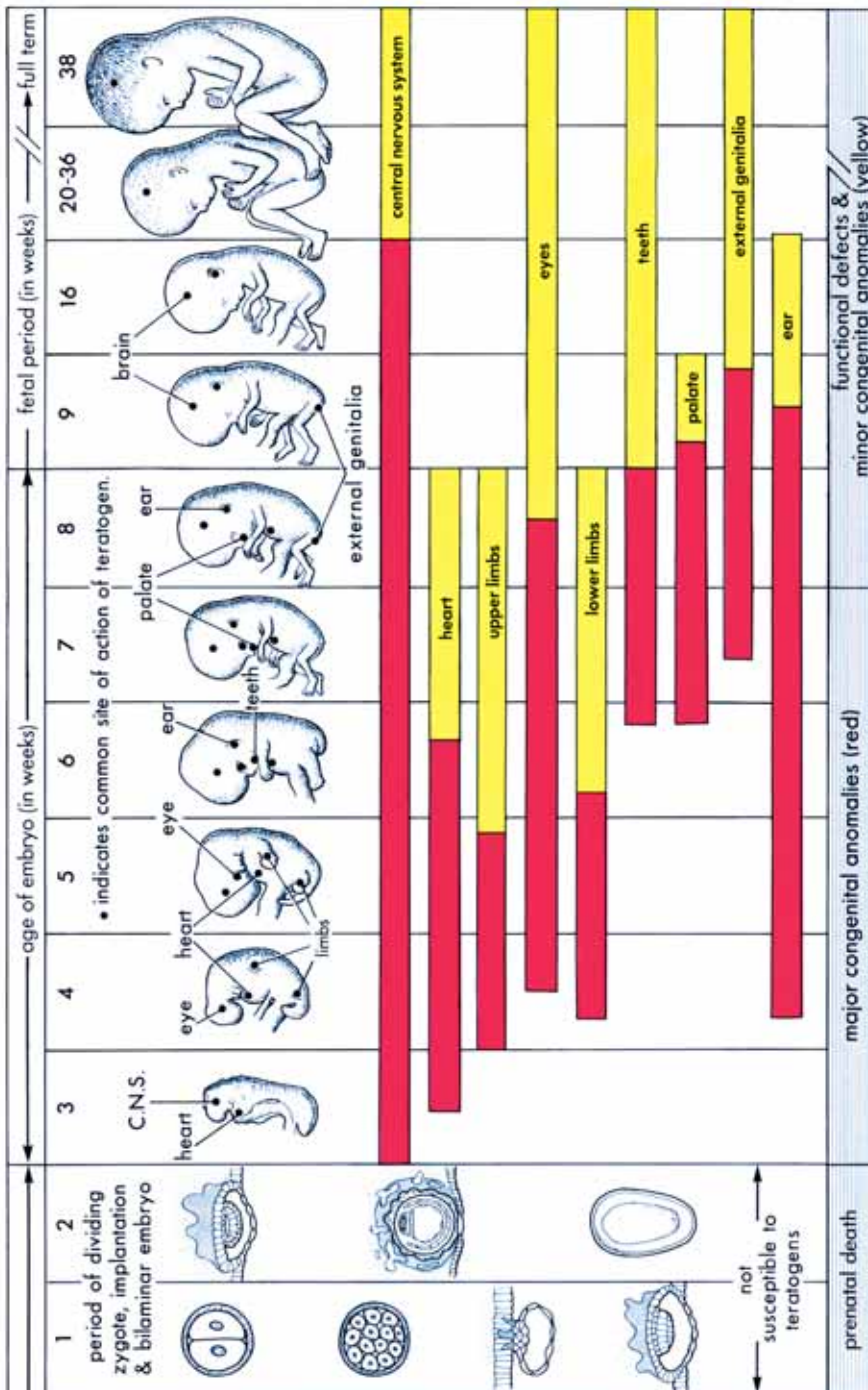 age of embryo (in weeks)
fetal period (in weeks)
full term
1
2
3
4
5
6
7
8
9
16
20-36
38
period of dividing
zygote, implantation
& bilaminar embryo
• indicates common site of action of teratogen.
C.N.S.
heart
eye
heart
limbs
eye
ear
teeth
palate
ear
brain
external genitalia
central nervous system
heart
upper limbs
eyes
lower limbs
teeth
palate
external genitalia
ear
not
susceptible to
teratogens
prenatal death
major congenital anomalies (red)
functional defects &
minor congenital anomalies (yellow)